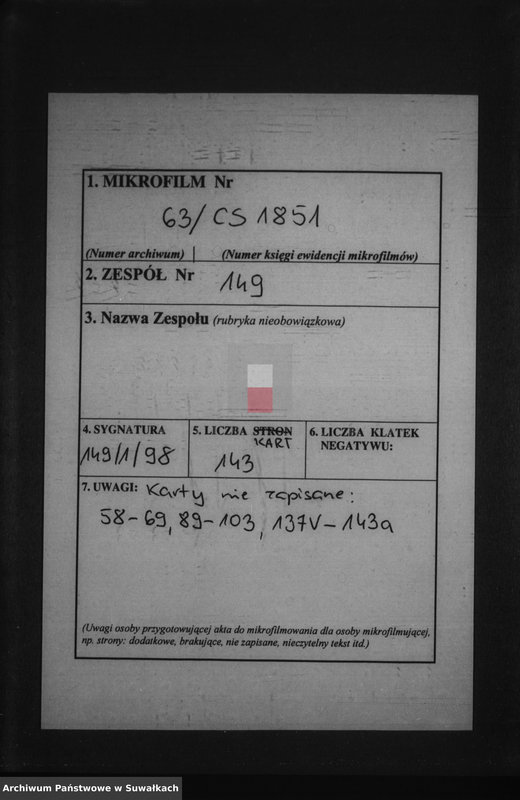 1. MIKROFILM Nr
63/CS 1851
(Numer archiwum) | (Numer księgi ewidencji mikrofilmów)
2. ZESPÓŁ Nr 149
3. Nazwa Zespołu (rubryka nieobowiązkowa)
4. SYGNATURA
149/1/98
5. LICZBA STRON
KART
143
6. LICZBA KLATEK
NEGATYWU:
7. UWAGI: Karty nie zapisane:
58-69, 89-103, 137V-143a
(Uwagi osoby przygotowującej akta do mikrofilmowania dla osoby mikrofilmującej,
np. strony: dodatkowe, brakujące, nie zapisane, nieczytelny tekst itd.)
Archiwum Państwowe w Suwałkach